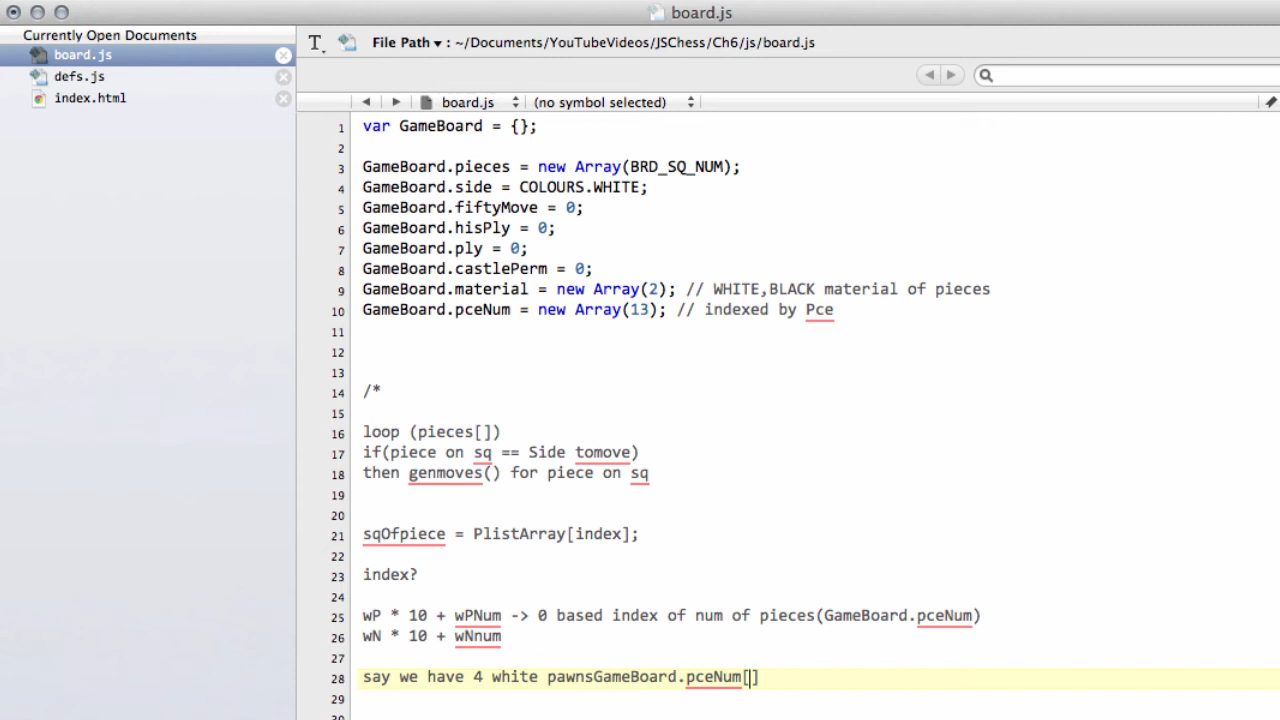 board.js
Currently Open Documents
board.js
defs.js
index.html
File Path ▾ : ~/Documents/YouTubeVideos/JSChess/Ch6/js/board.js
board.js (no symbol selected)
1 var GameBoard = {};
2
3 GameBoard.pieces = new Array(BRD_SQ_NUM);
4 GameBoard.side = COLOURS.WHITE;
5 GameBoard.fiftyMove = 0;
6 GameBoard.hisPly = 0;
7 GameBoard.ply = 0;
8 GameBoard.castlePerm = 0;
9 GameBoard.material = new Array(2); // WHITE,BLACK material of pieces
10 GameBoard.pceNum = new Array(13); // indexed by Pce
11
12
13
14 /*
15
16 loop (pieces[])
17 if(piece on sq == Side tomove)
18 then genmoves() for piece on sq
19
20
21 sqOfpiece = PlistArray[index];
22
23 index?
24
25 wP * 10 + wPNum -> 0 based index of num of pieces(GameBoard.pceNum)
26 wN * 10 + wNnum
27
28 say we have 4 white pawnsGameBoard.pceNum[]
29